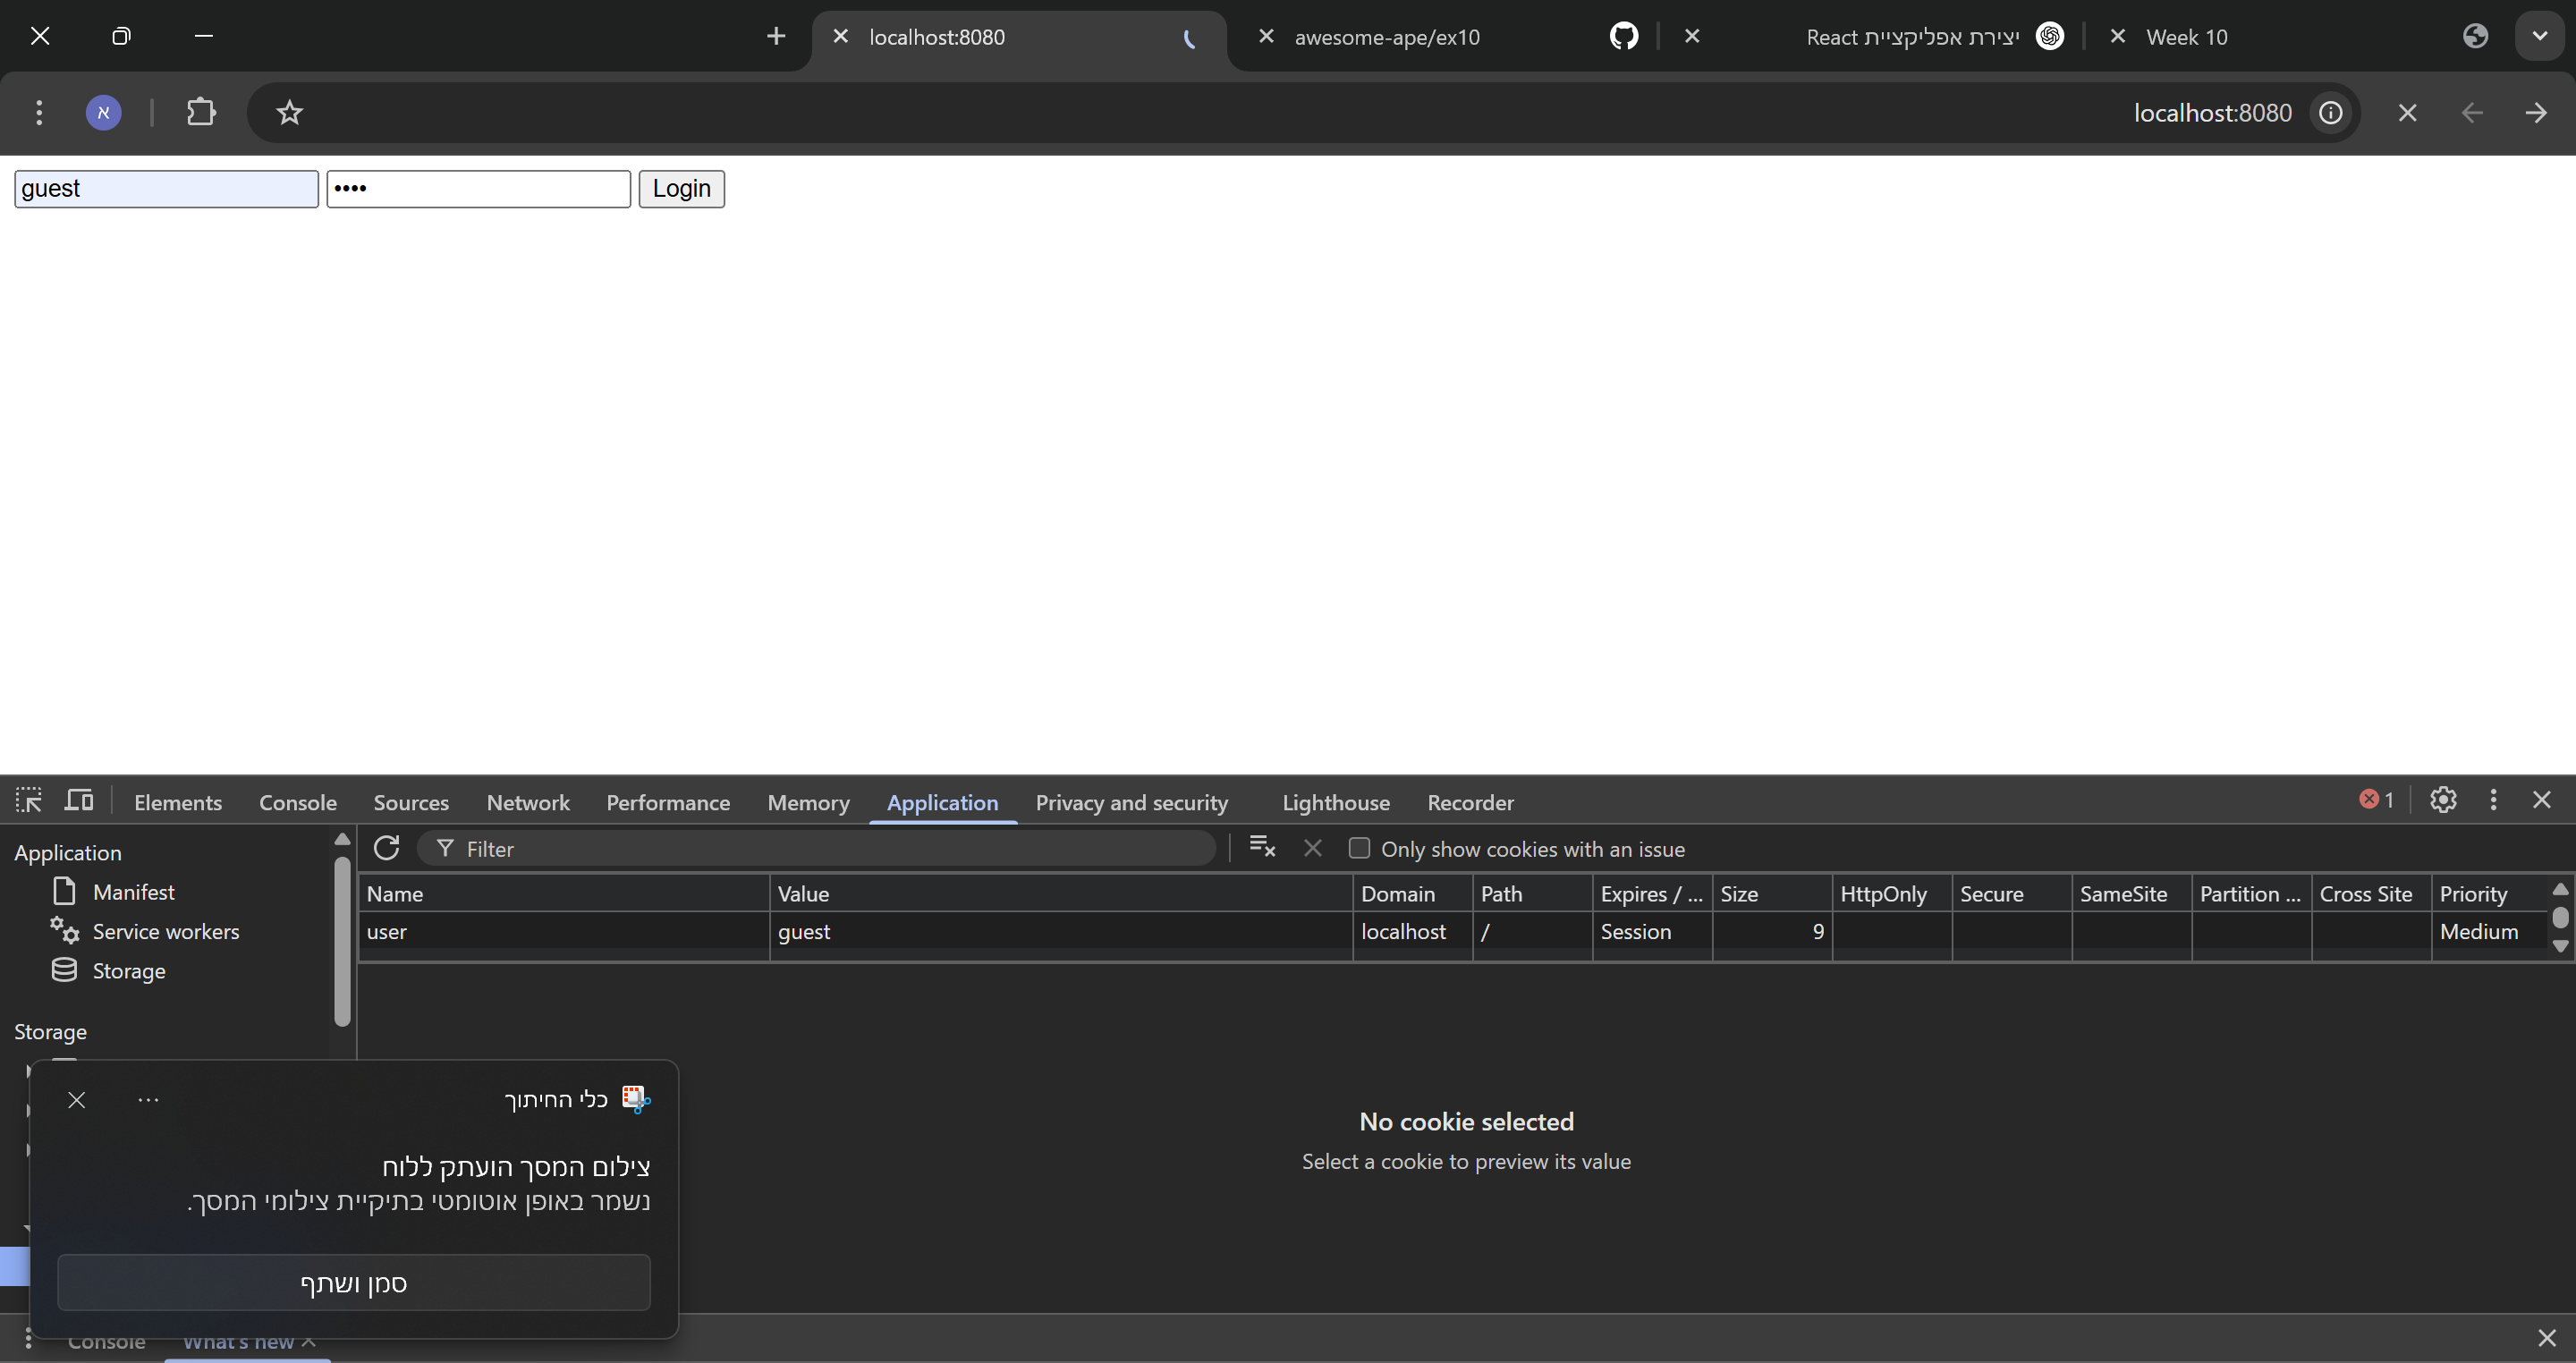 localhost:8080
awesome-ape/ex10
יצירת אפליקציית React
Week 10
א
localhost:8080
guest
••••
Login
Elements
Console
Sources
Network
Performance
Memory
Application
Privacy and security
Lighthouse
Recorder
1
Application
Manifest
Service workers
Storage
Storage
Filter
Only show cookies with an issue
Name Value Domain Path Expires / ... Size HttpOnly Secure SameSite Partition ... Cross Site Priority
user guest localhost / Session 9 Medium
No cookie selected
Select a cookie to preview its value
כלי החיתוך
צילום המסך הועתק ללוח
נשמר באופן אוטומטי בתיקיית צילומי המסך.
סמן ושתף
Console
What's new